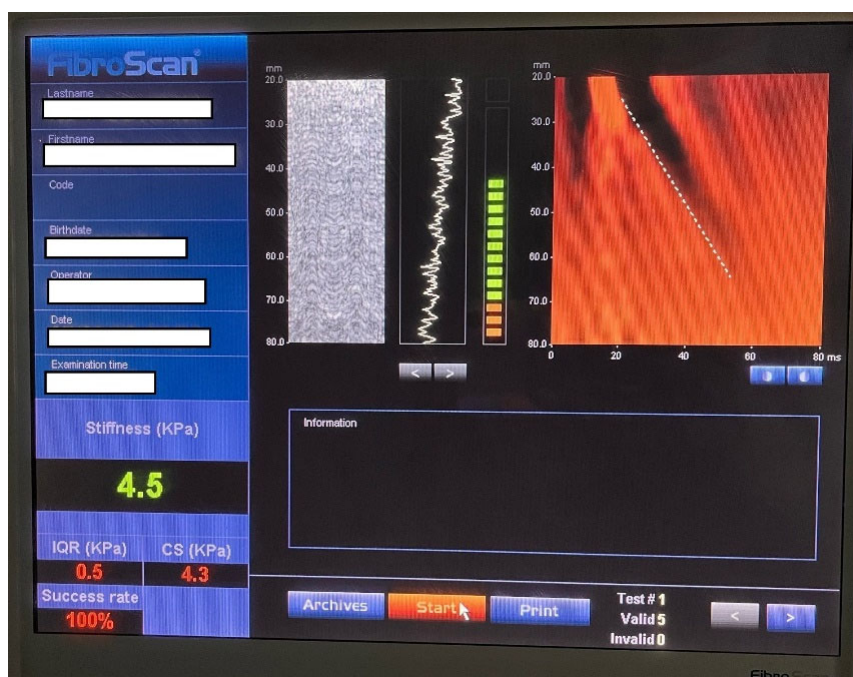 FibroScan®
Lastname
Firstname
Code
Birthdate
Operator
Date
Examination time
Stiffness (KPa)
4.5
IQR (KPa) CS (KPa)
0.5 4.3
Success rate
100%
mm
20.0
30.0
40.0
50.0
60.0
70.0
80.0
< >
mm
20.0
30.0
40.0
50.0
60.0
70.0
80.0
0 20 40 60 80 ms
Information
Archives Start Print
Test # 1
Valid 5
Invalid 0
< >
FibroScan